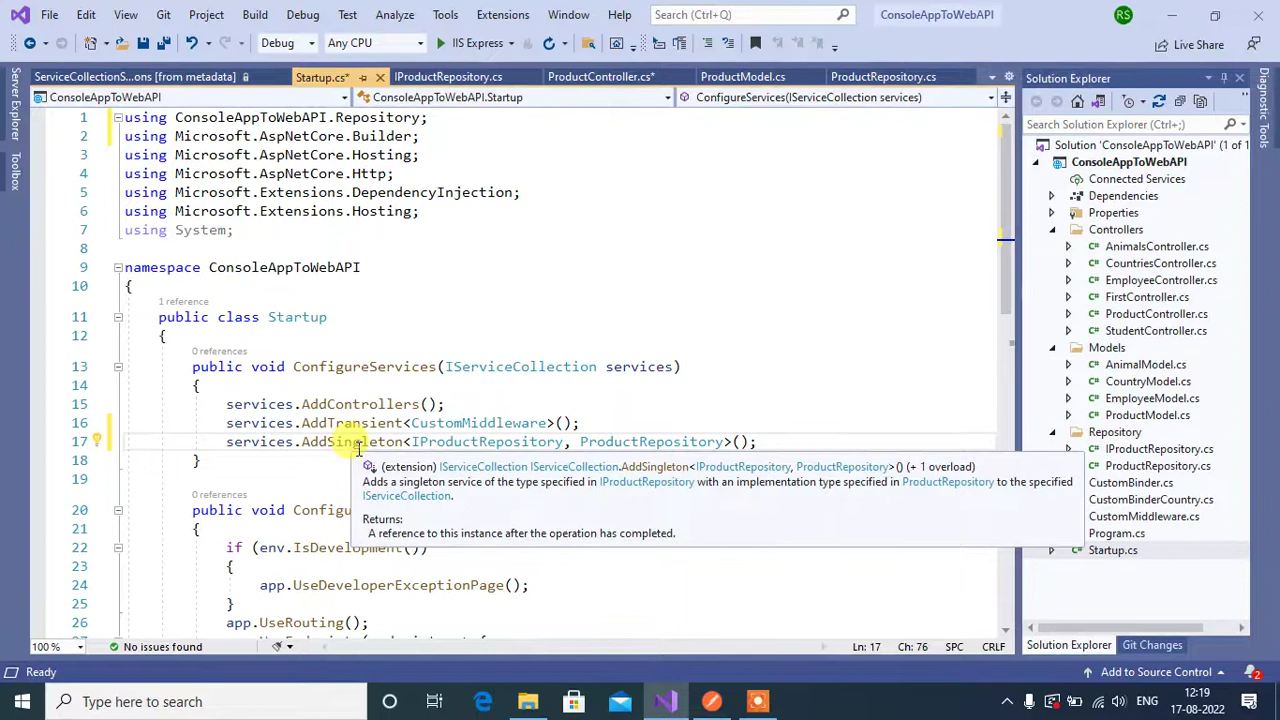 File Edit View Git Project Build Debug Test Analyze Tools Extensions Window Help Search (Ctrl+Q) ConsoleAppToWebAPI RS
Debug Any CPU IIS Express Live Share
ServiceCollectionS...ons [from metadata] Startup.cs* IProductRepository.cs ProductController.cs* ProductModel.cs ProductRepository.cs
ConsoleAppToWebAPI ConsoleAppToWebAPI.Startup ConfigureServices(IServiceCollection services)
Server Explorer
Toolbox
1 using ConsoleAppToWebAPI.Repository;
2 using Microsoft.AspNetCore.Builder;
3 using Microsoft.AspNetCore.Hosting;
4 using Microsoft.AspNetCore.Http;
5 using Microsoft.Extensions.DependencyInjection;
6 using Microsoft.Extensions.Hosting;
7 using System;
8
9 namespace ConsoleAppToWebAPI
10 {
1 reference
11 public class Startup
12 {
0 references
13 public void ConfigureServices(IServiceCollection services)
14 {
15 services.AddControllers();
16 services.AddTransient<CustomMiddleware>();
17 services.AddSingleton<IProductRepository, ProductRepository>();
18 }
(extension) IServiceCollection IServiceCollection.AddSingleton<IProductRepository, ProductRepository>() (+ 1 overload)
Adds a singleton service of the type specified in IProductRepository with an implementation type specified in ProductRepository to the specified
IServiceCollection.
Returns:
A reference to this instance after the operation has completed.
19
0 references
20 public void Config
21 {
22 if (env.IsDevelopment())
23 {
24 app.UseDeveloperExceptionPage();
25 }
26 app.UseRouting();
100 % No issues found Ln: 17 Ch: 76 SPC CRLF
Solution Explorer
Search Solution Explorer (Ctrl+;)
Solution 'ConsoleAppToWebAPI' (1 of 1
ConsoleAppToWebAPI
Connected Services
Dependencies
Properties
Controllers
C# AnimalsController.cs
C# CountriesController.cs
C# EmployeeController.cs
C# FirstController.cs
C# ProductController.cs
C# StudentController.cs
Models
C# AnimalModel.cs
C# CountryModel.cs
C# EmployeeModel.cs
C# ProductModel.cs
Repository
IProductRepository.cs
ProductRepository.cs
CustomBinder.cs
CustomBinderCountry.cs
CustomMiddleware.cs
Program.cs
C# Startup.cs
Solution Explorer Git Changes
Diagnostic Tools
Ready Add to Source Control 2
Type here to search ENG 12:19
17-08-2022